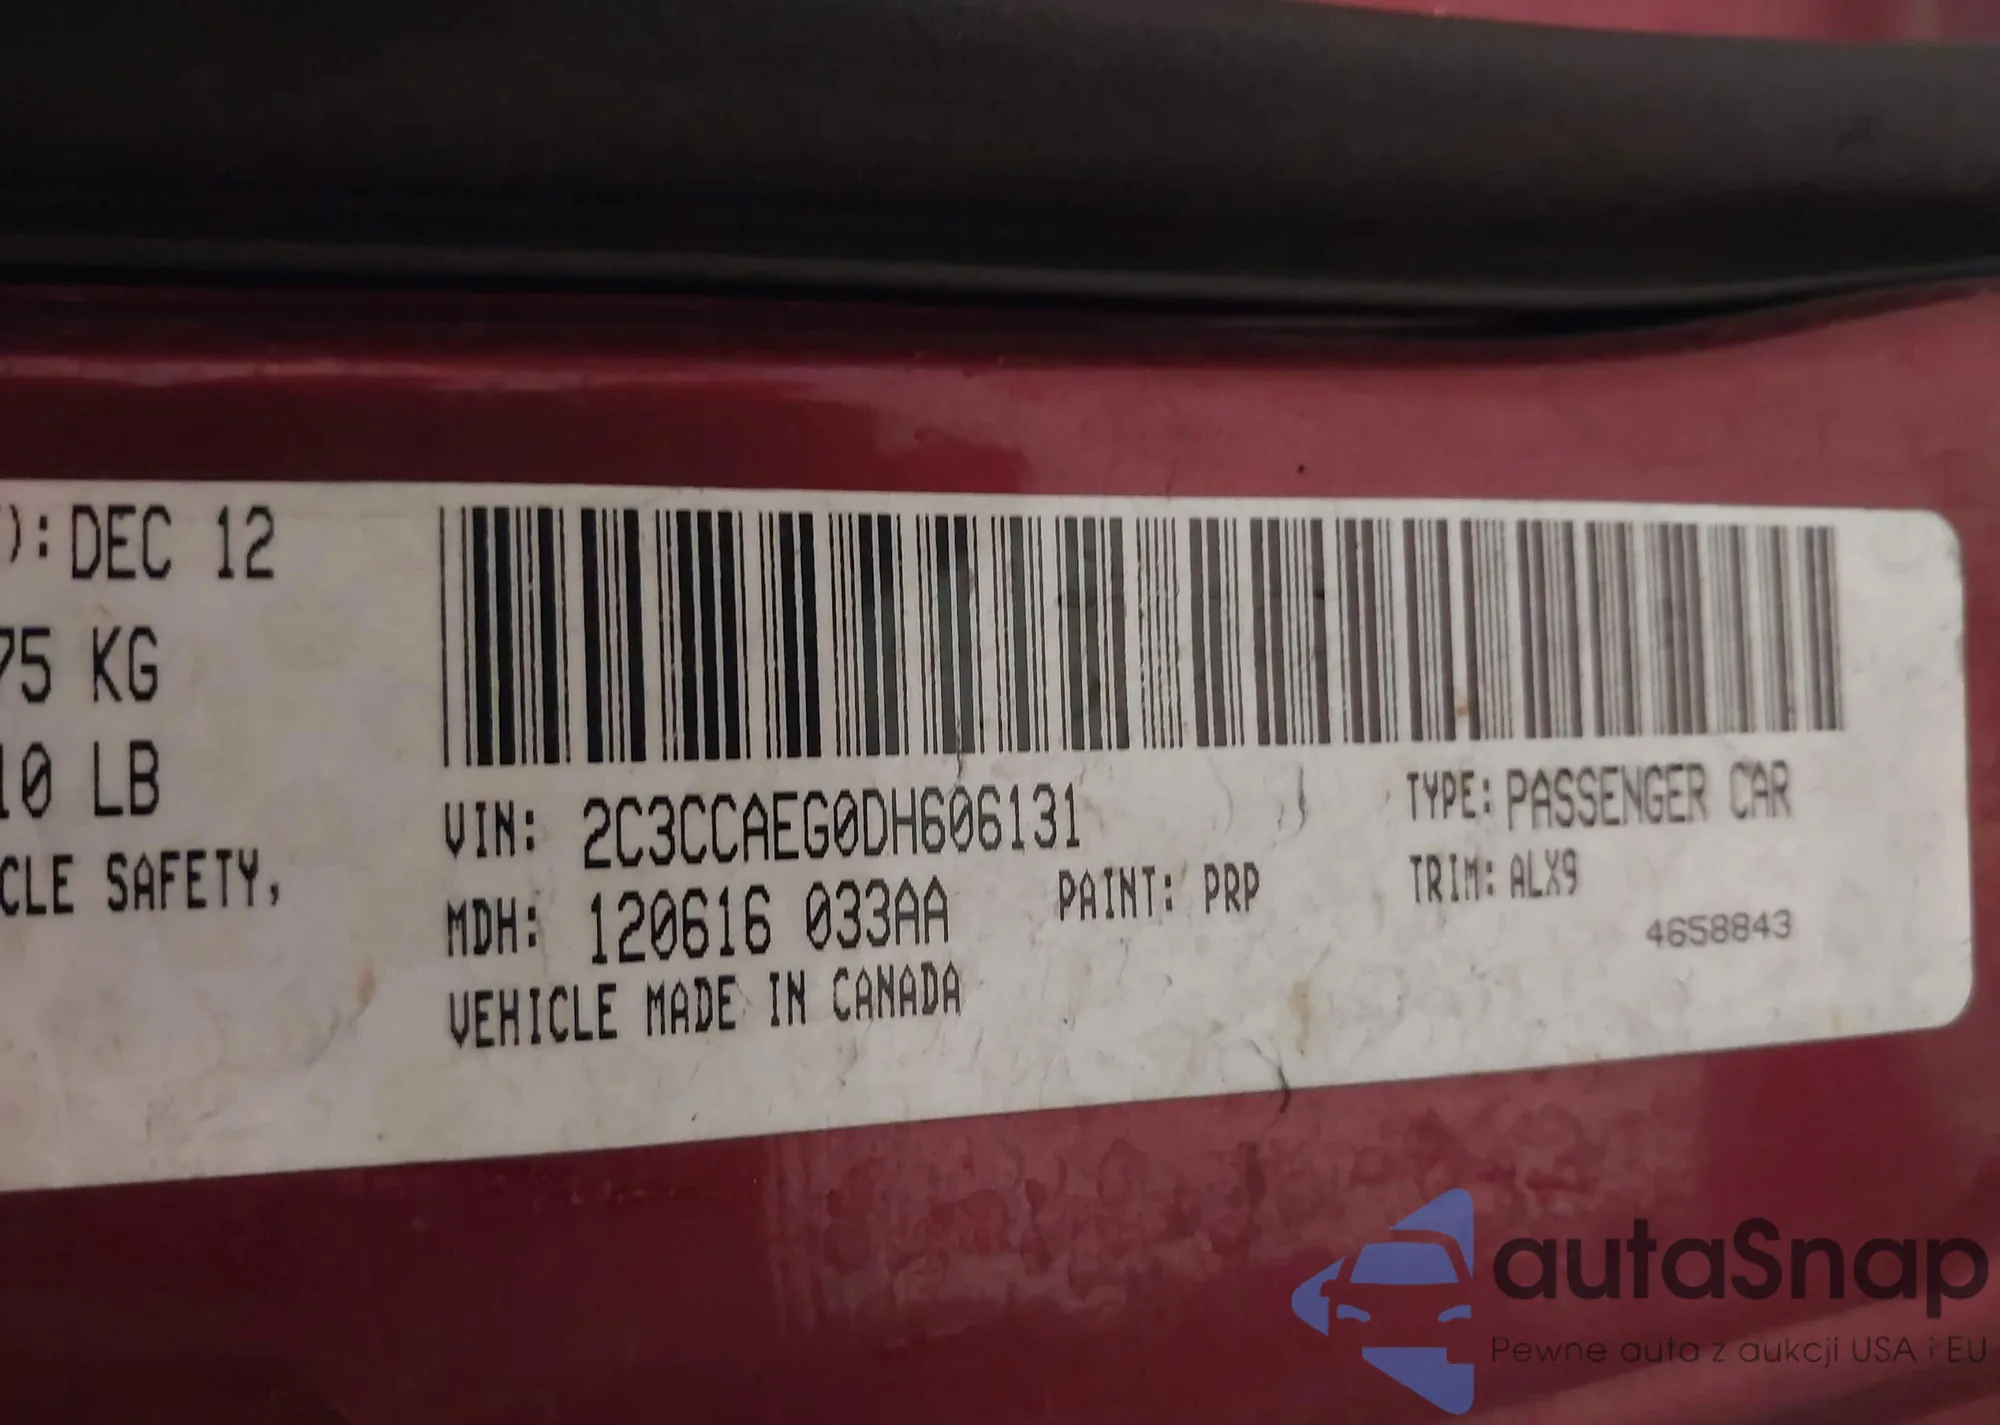 ): DEC 12
75 KG
10 LB
CLE SAFETY,
VIN: 2C3CCAEG0DH606131
TYPE: PASSENGER CAR
MDH: 120616 033AA
PAINT: PRP
TRIM: ALX9
VEHICLE MADE IN CANADA
4658843
autaSnap
Pewne auta z aukcji USA i EU